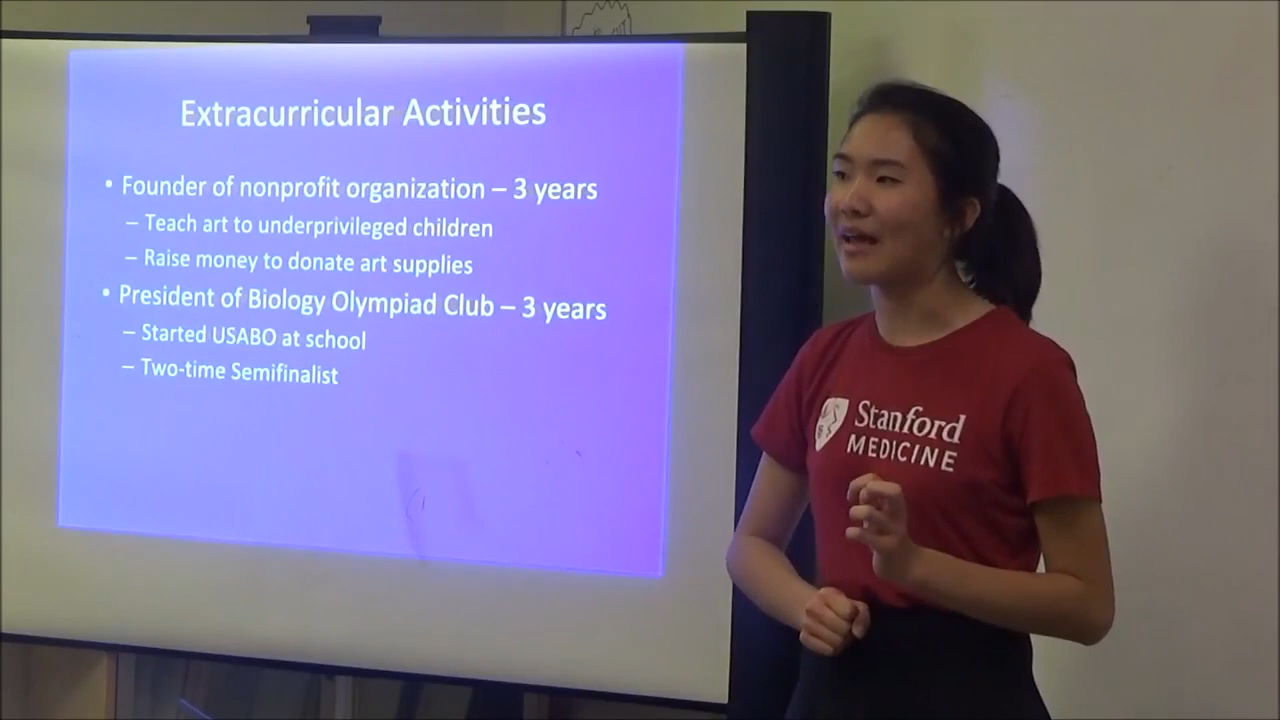 Extracurricular Activities
• Founder of nonprofit organization – 3 years
– Teach art to underprivileged children
– Raise money to donate art supplies
• President of Biology Olympiad Club – 3 years
– Started USABO at school
– Two-time Semifinalist
Stanford
MEDICINE